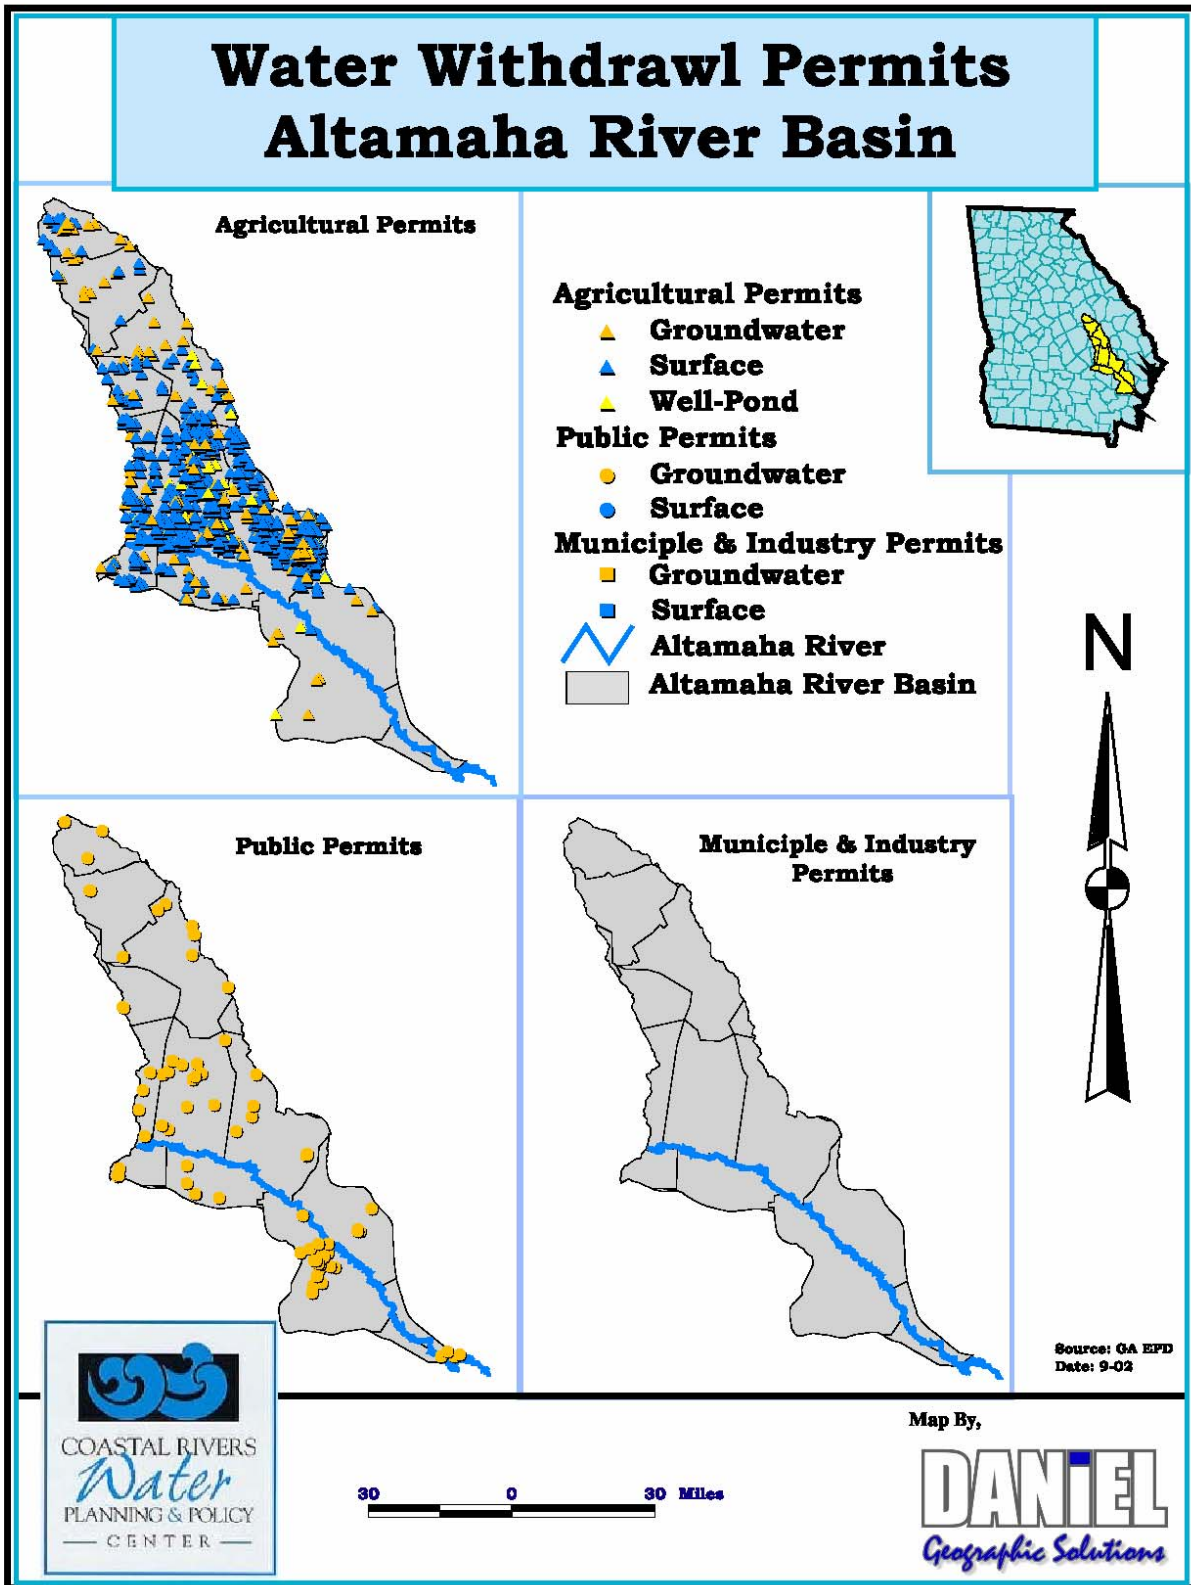 Water Withdrawl Permits
Altamaha River Basin
Agricultural Permits
Agricultural Permits
Groundwater
Surface
Well-Pond
Public Permits
Groundwater
Surface
Municiple & Industry Permits
Groundwater
Surface
Altamaha River
Altamaha River Basin
N
Public Permits
Municiple & Industry
Permits
Source: GA EPD
Date: 9-02
COASTAL RIVERS
Water
PLANNING & POLICY
CENTER
30 0 30 Miles
Map By,
DANiEL
Geographic Solutions